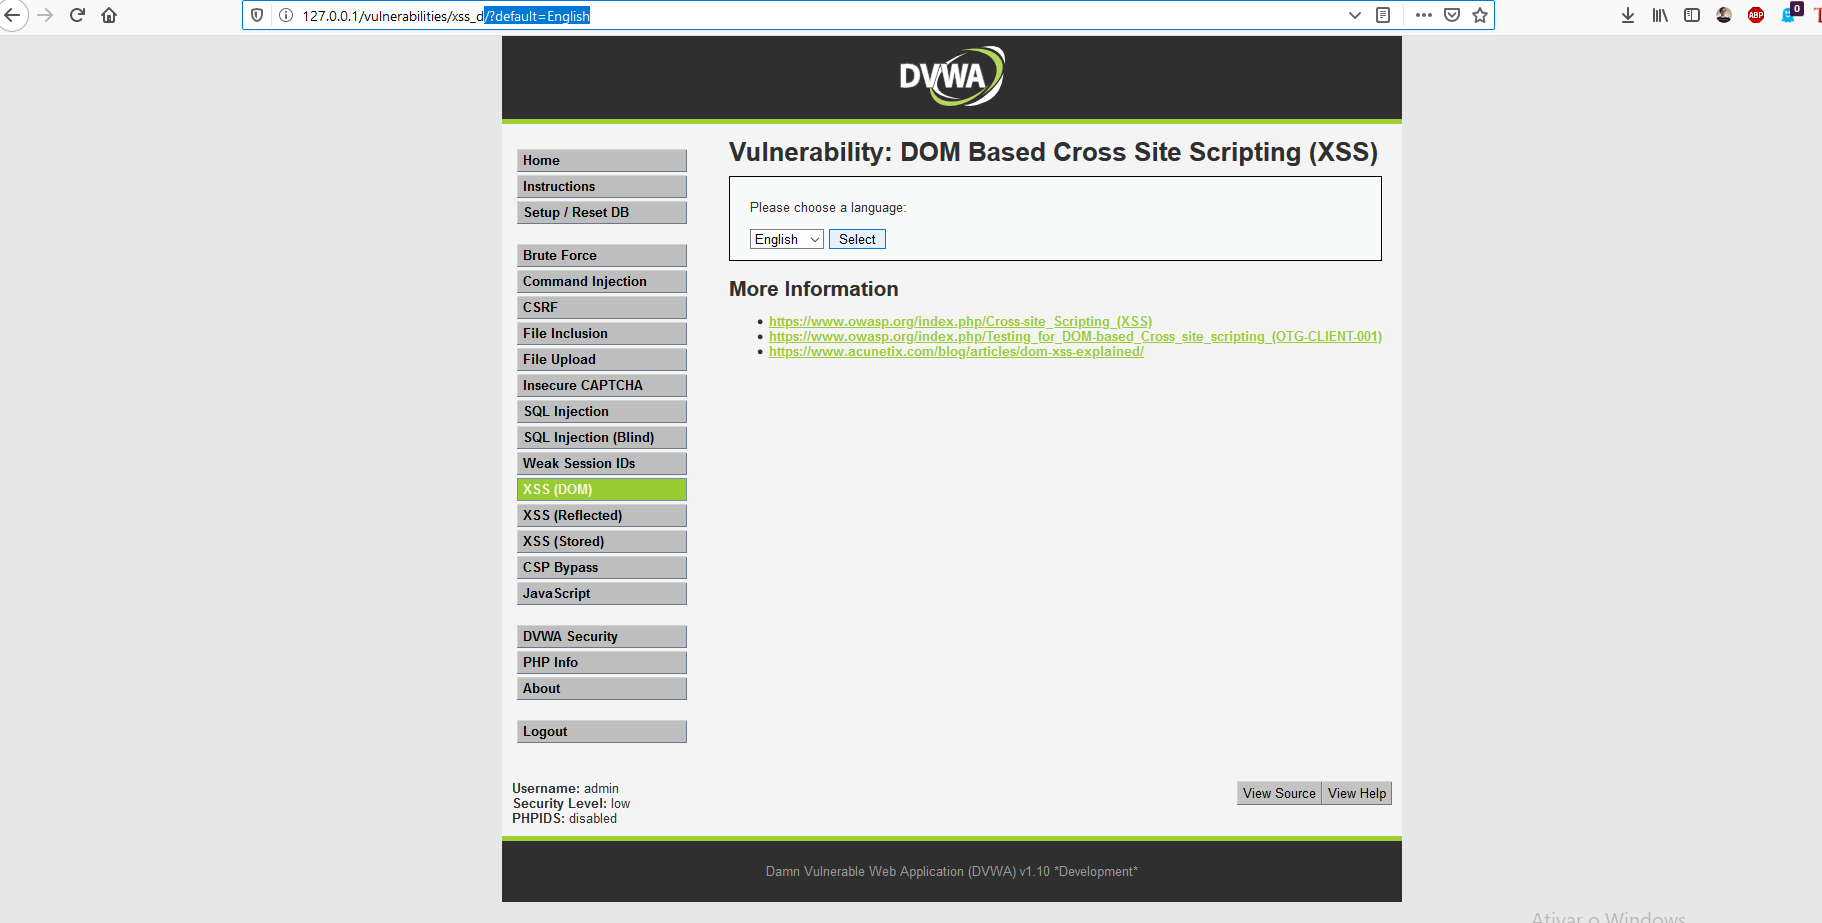 127.0.0.1/vulnerabilities/xss_d/?default=English
ABP
0
DVWA
Home
Instructions
Setup / Reset DB
Brute Force
Command Injection
CSRF
File Inclusion
File Upload
Insecure CAPTCHA
SQL Injection
SQL Injection (Blind)
Weak Session IDs
XSS (DOM)
XSS (Reflected)
XSS (Stored)
CSP Bypass
JavaScript
DVWA Security
PHP Info
About
Logout
Vulnerability: DOM Based Cross Site Scripting (XSS)
Please choose a language:
English Select
More Information
https://www.owasp.org/index.php/Cross-site_Scripting_(XSS)
https://www.owasp.org/index.php/Testing_for_DOM-based_Cross_site_scripting_(OTG-CLIENT-001)
https://www.acunetix.com/blog/articles/dom-xss-explained/
Username: admin
Security Level: low
PHPIDS: disabled
View Source View Help
Damn Vulnerable Web Application (DVWA) v1.10 *Development*
Ativar o Windows